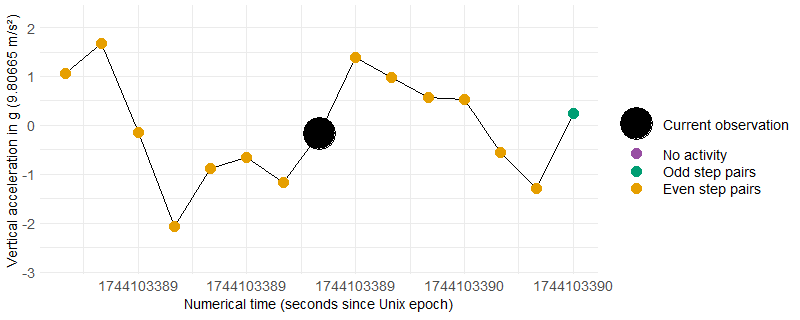 Vertical acceleration in g (9.80665 m/s²)
2
1
0
-1
-2
-3
1744103389 1744103389 1744103389 1744103390 1744103390
Numerical time (seconds since Unix epoch)
Current observation
No activity
Odd step pairs
Even step pairs